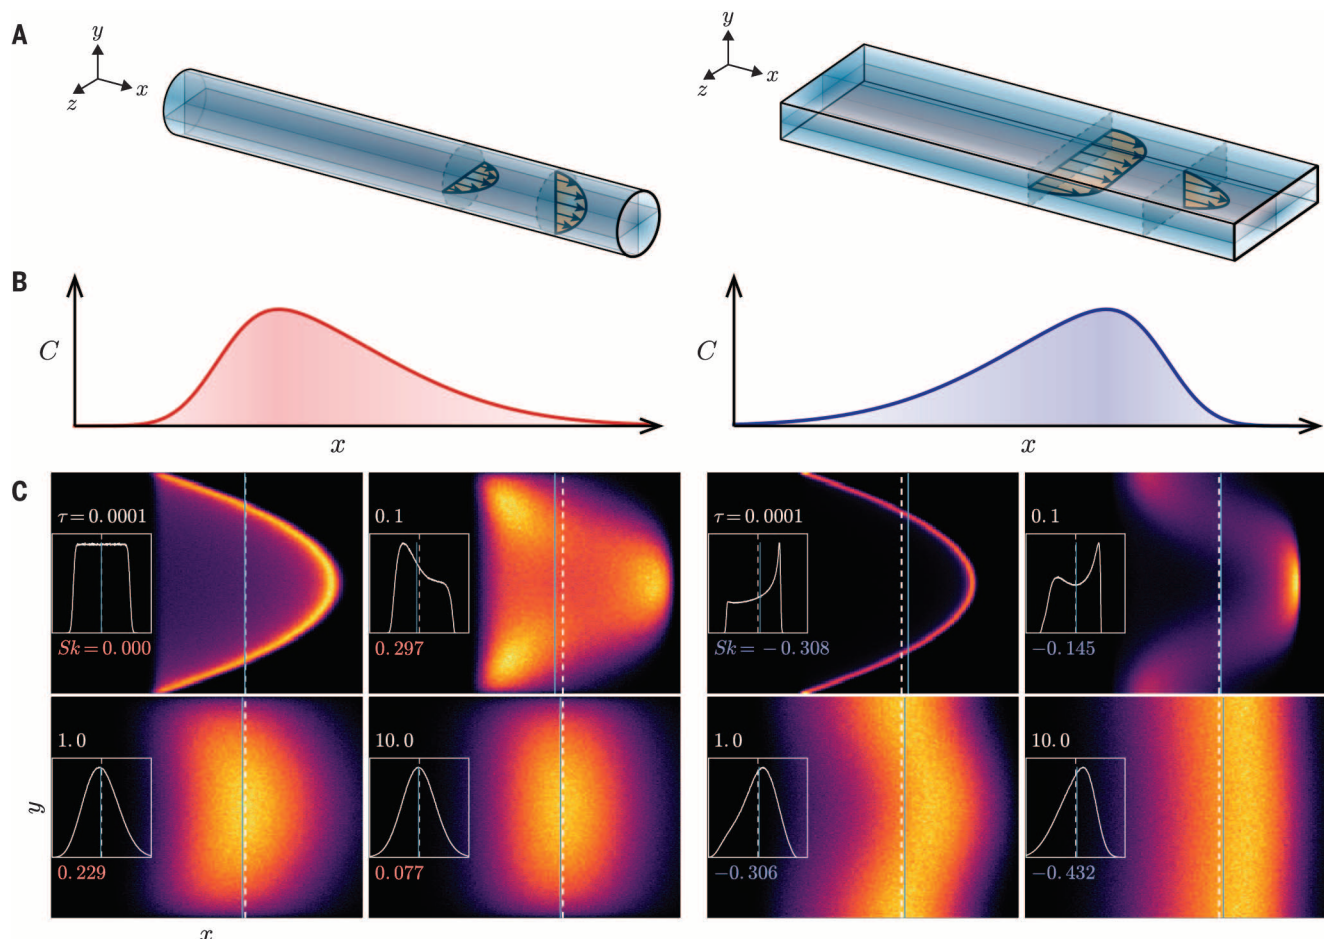 A
y
x
z
y
x
z
B
C
x
C
x
C
τ = 0.0001
Sk = 0.000
0.1
0.297
τ = 0.0001
Sk = −0.308
0.1
−0.145
y
1.0
0.229
10.0
0.077
1.0
−0.306
10.0
−0.432
x